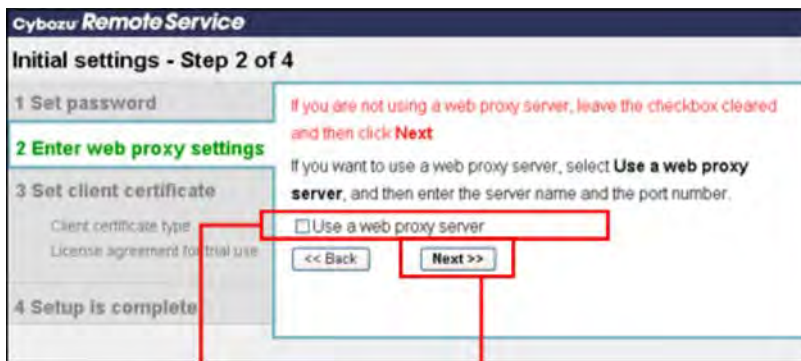 Cybozu Remote Service
Initial settings - Step 2 of 4
1 Set password
2 Enter web proxy settings
3 Set client certificate
Client certificate type
License agreement for trial use
4 Setup is complete
If you are not using a web proxy server, leave the checkbox cleared
and then click Next
If you want to use a web proxy server, select Use a web proxy
server, and then enter the server name and the port number.
Use a web proxy server
<< Back
Next >>